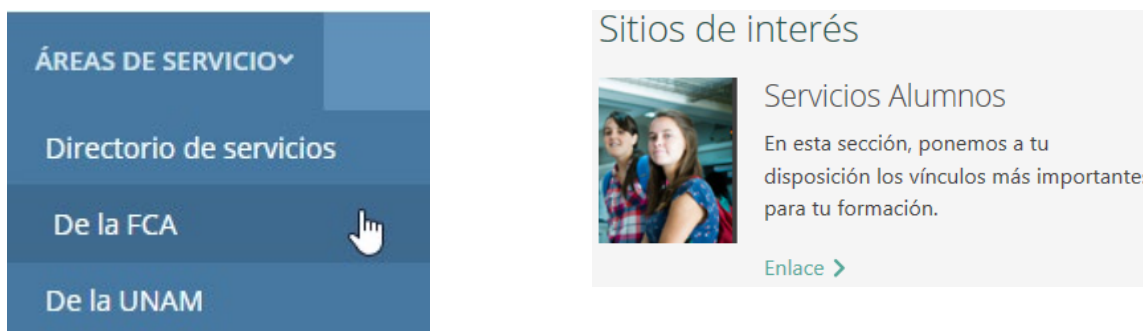 ÁREAS DE SERVICIO
Directorio de servicios
De la FCA
De la UNAM
Sitios de interés
Servicios Alumnos
En esta sección, ponemos a tu
disposición los vínculos más importantes
para tu formación.
Enlace